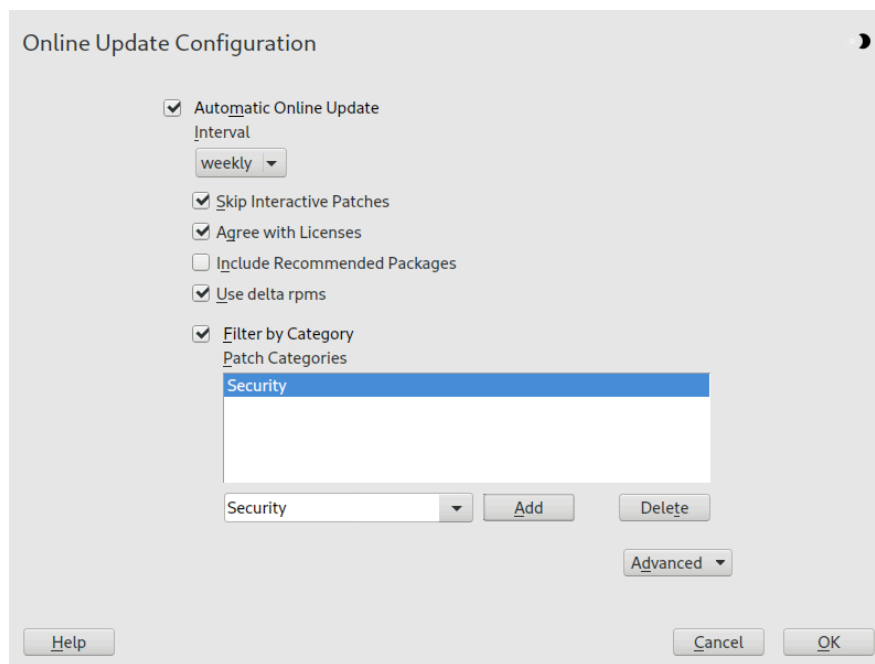 Online Update Configuration
Automatic Online Update
Interval
weekly
Skip Interactive Patches
Agree with Licenses
Include Recommended Packages
Use delta rpms
Filter by Category
Patch Categories
Security
Security Add Delete
Advanced
Help Cancel OK